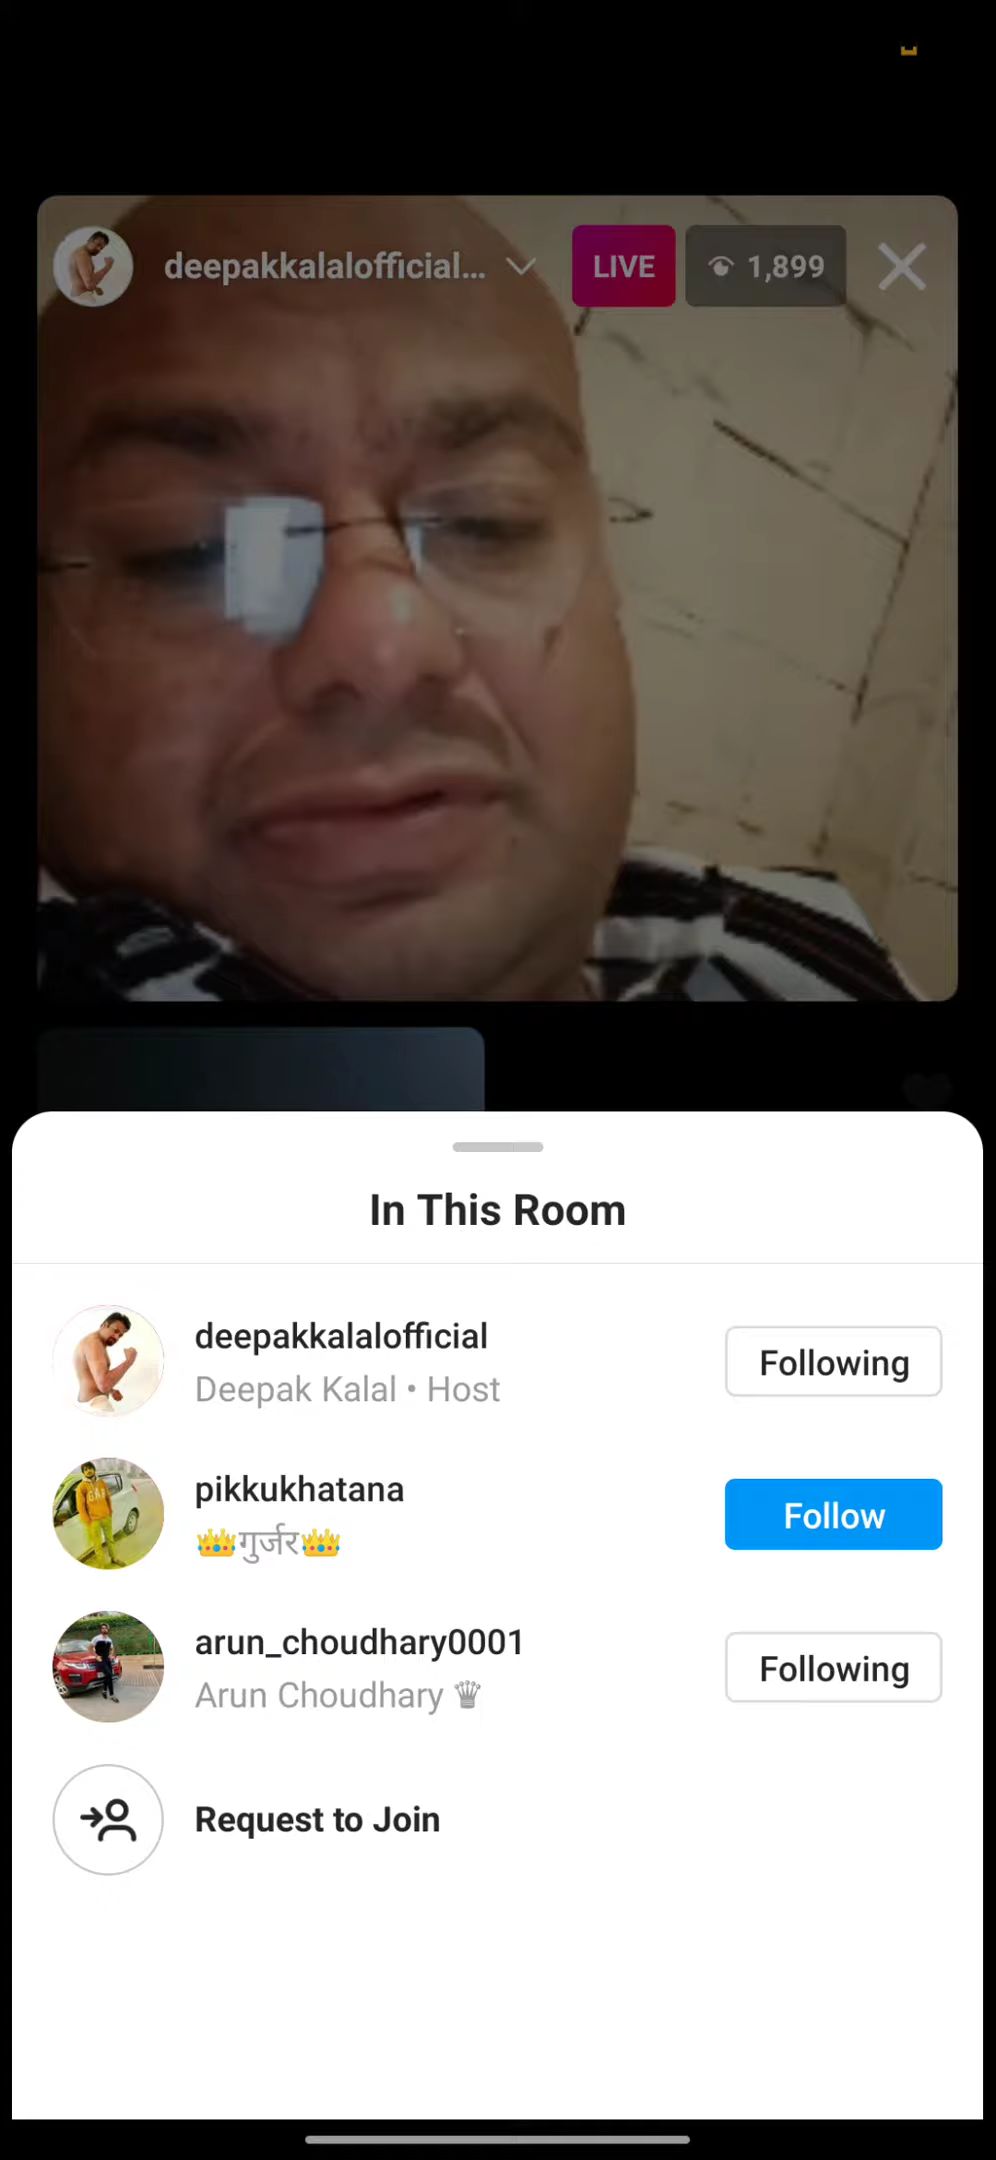 deepakkalalofficial...
LIVE
1,899
In This Room
deepakkalalofficial
Deepak Kalal • Host
Following
pikkukhatana
👑गुर्जर👑
Follow
arun_choudhary0001
Arun Choudhary ♛
Following
Request to Join